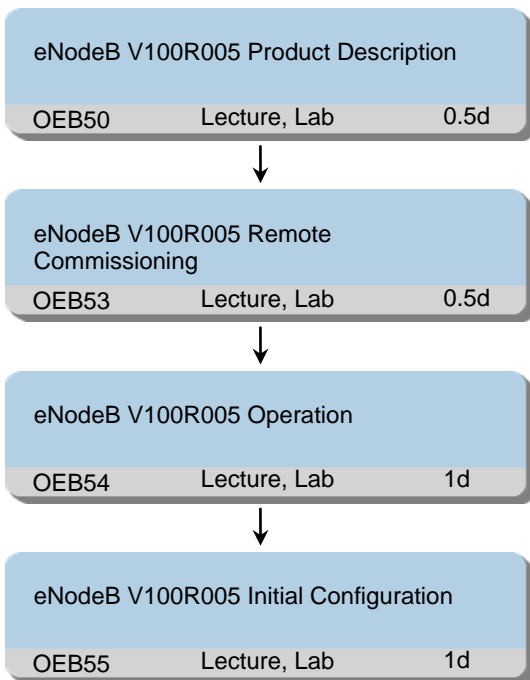 eNodeB V100R005 Product Description
OEB50 Lecture, Lab 0.5d
eNodeB V100R005 Remote
Commissioning
OEB53 Lecture, Lab 0.5d
eNodeB V100R005 Operation
OEB54 Lecture, Lab 1d
eNodeB V100R005 Initial Configuration
OEB55 Lecture, Lab 1d